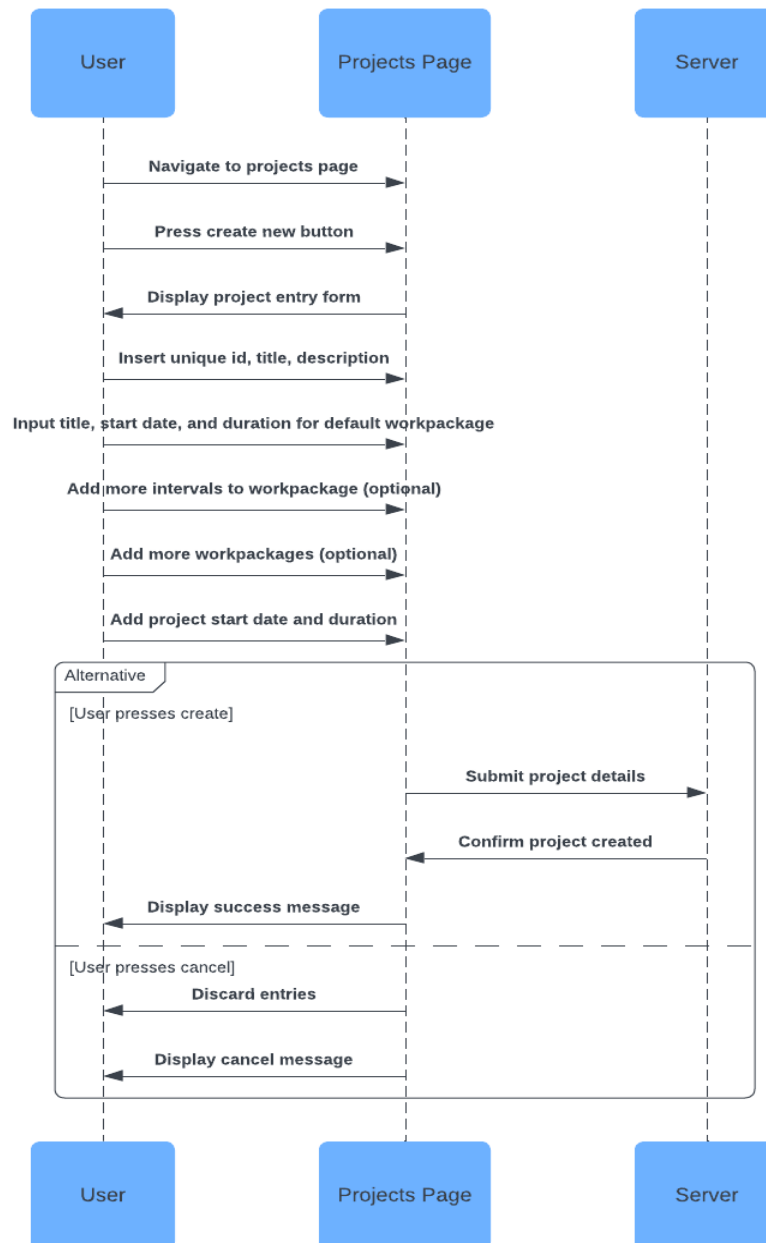 User
Projects Page
Server
Navigate to projects page
Press create new button
Display project entry form
Insert unique id, title, description
Input title, start date, and duration for default workpackage
Add more intervals to workpackage (optional)
Add more workpackages (optional)
Add project start date and duration
Alternative
[User presses create]
Submit project details
Confirm project created
Display success message
[User presses cancel]
Discard entries
Display cancel message
User
Projects Page
Server